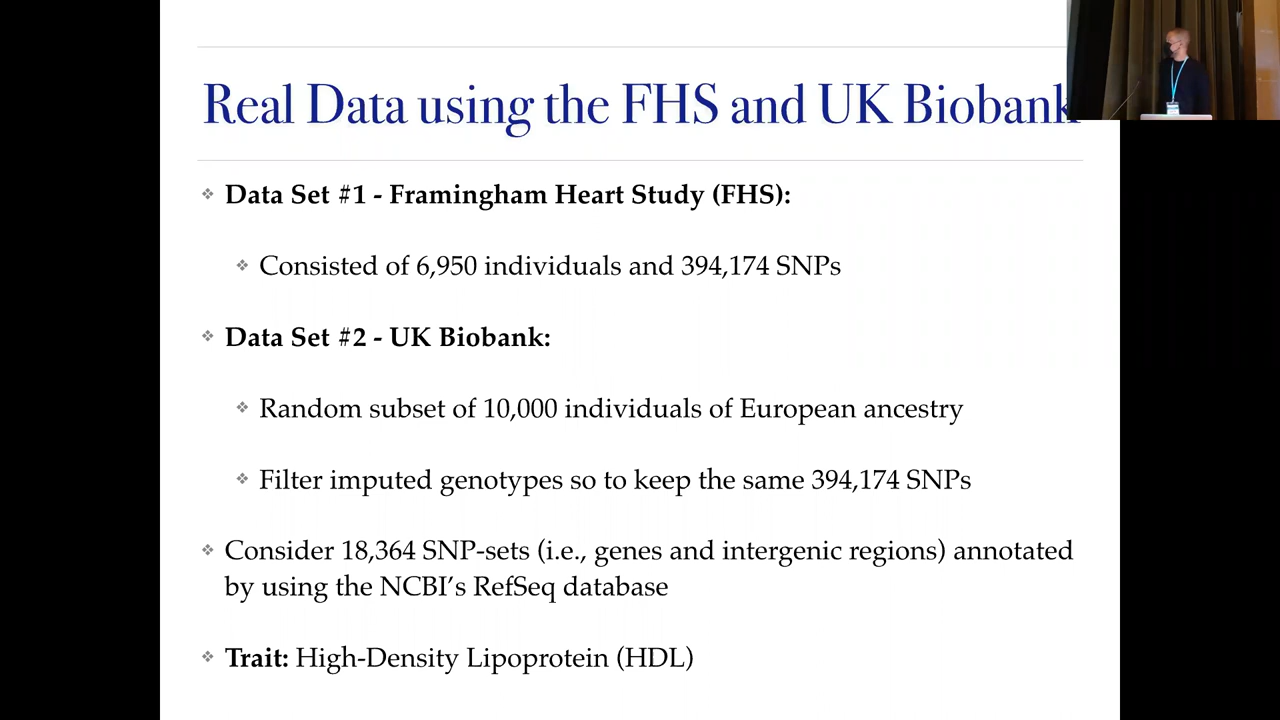 Real Data using the FHS and UK Biobank
Data Set #1 - Framingham Heart Study (FHS):
Consisted of 6,950 individuals and 394,174 SNPs
Data Set #2 - UK Biobank:
Random subset of 10,000 individuals of European ancestry
Filter imputed genotypes so to keep the same 394,174 SNPs
Consider 18,364 SNP-sets (i.e., genes and intergenic regions) annotated
by using the NCBI's RefSeq database
Trait: High-Density Lipoprotein (HDL)